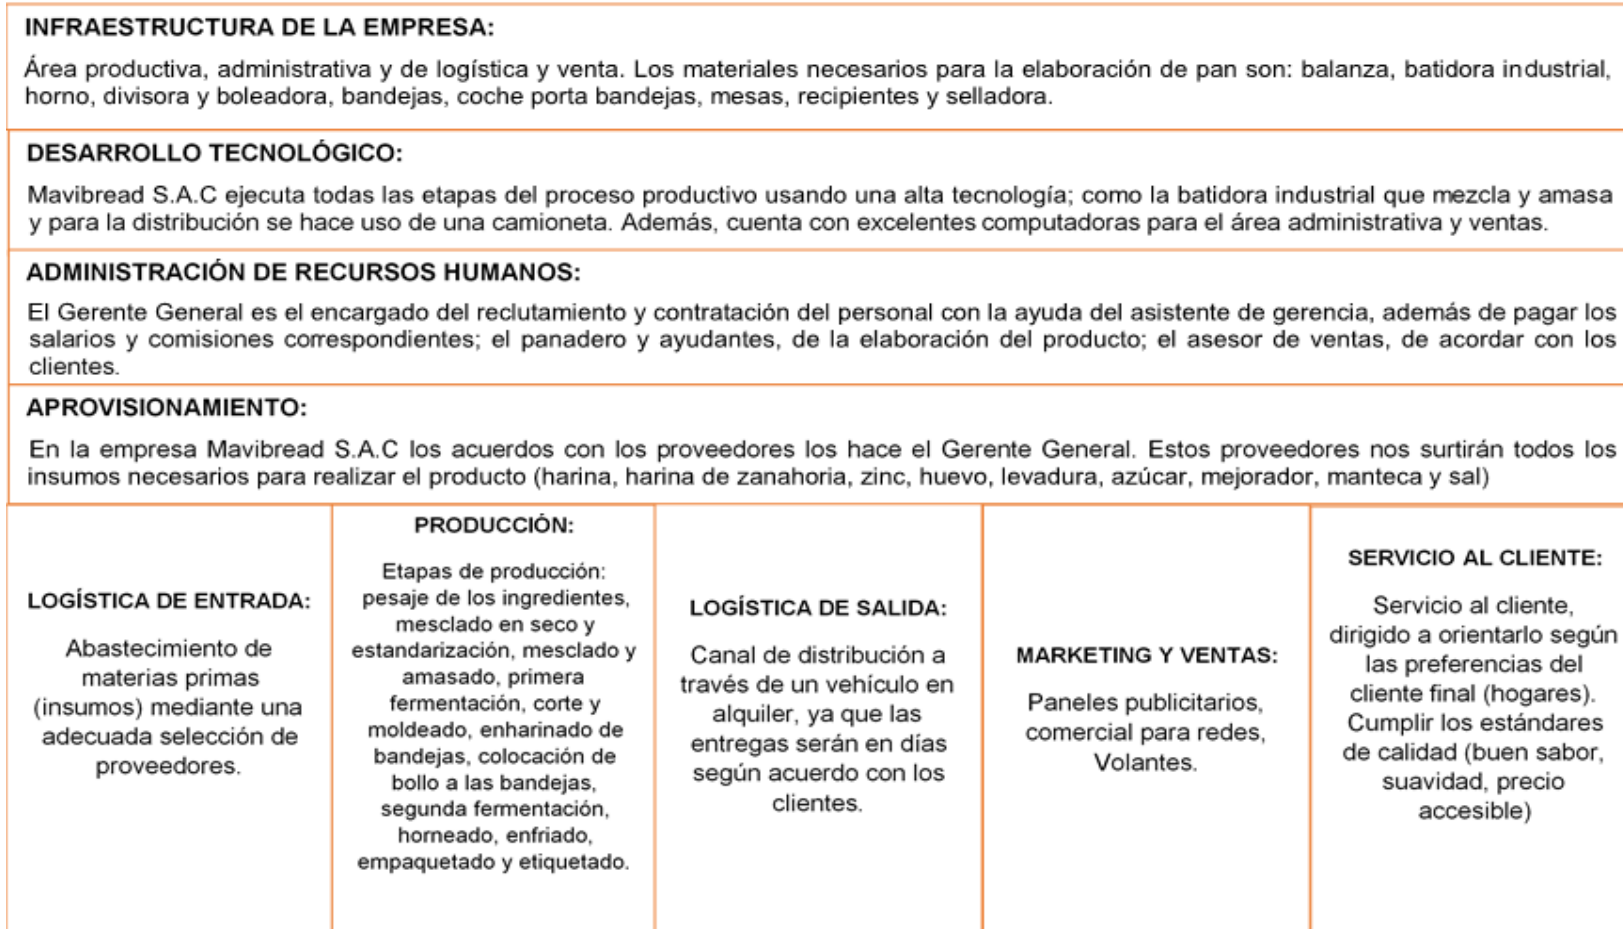 INFRAESTRUCTURA DE LA EMPRESA:
Área productiva, administrativa y de logística y venta. Los materiales necesarios para la elaboración de pan son: balanza, batidora industrial,
horno, divisora y boleadora, bandejas, coche porta bandejas, mesas, recipientes y selladora.
DESARROLLO TECNOLÓGICO:
Mavibread S.A.C ejecuta todas las etapas del proceso productivo usando una alta tecnología; como la batidora industrial que mezcla y amasa
y para la distribución se hace uso de una camioneta. Además, cuenta con excelentes computadoras para el área administrativa y ventas.
ADMINISTRACIÓN DE RECURSOS HUMANOS:
El Gerente General es el encargado del reclutamiento y contratación del personal con la ayuda del asistente de gerencia, además de pagar los
salarios y comisiones correspondientes; el panadero y ayudantes, de la elaboración del producto; el asesor de ventas, de acordar con los
clientes.
APROVISIONAMIENTO:
En la empresa Mavibread S.A.C los acuerdos con los proveedores los hace el Gerente General. Estos proveedores nos surtirán todos los
insumos necesarios para realizar el producto (harina, harina de zanahoria, zinc, huevo, levadura, azúcar, mejorador, manteca y sal)
LOGÍSTICA DE ENTRADA:
Abastecimiento de
materias primas
(insumos) mediante una
adecuada selección de
proveedores.
PRODUCCIÓN:
Etapas de producción:
pesaje de los ingredientes,
mesclado en seco y
estandarización, mesclado y
amasado, primera
fermentación, corte y
moldeado, enharinado de
bandejas, colocación de
bollo a las bandejas,
segunda fermentación,
horneado, enfriado,
empaquetado y etiquetado.
LOGÍSTICA DE SALIDA:
Canal de distribución a
través de un vehículo en
alquiler, ya que las
entregas serán en días
según acuerdo con los
clientes.
MARKETING Y VENTAS:
Paneles publicitarios,
comercial para redes,
Volantes.
SERVICIO AL CLIENTE:
Servicio al cliente,
dirigido a orientarlo según
las preferencias del
cliente final (hogares).
Cumplir los estándares
de calidad (buen sabor,
suavidad, precio
accesible)